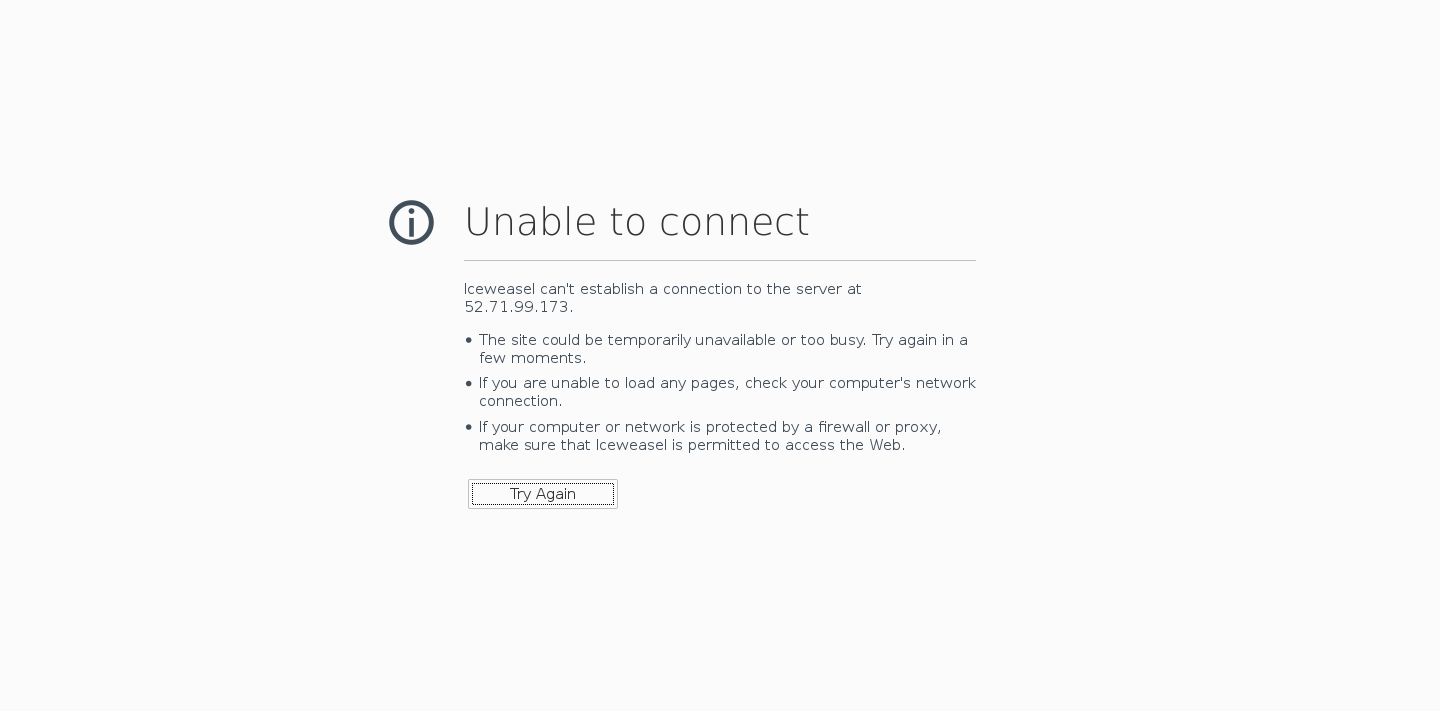 Unable to connect
Iceweasel can't establish a connection to the server at
52.71.99.173.
• The site could be temporarily unavailable or too busy. Try again in a
few moments.
• If you are unable to load any pages, check your computer's network
connection.
• If your computer or network is protected by a firewall or proxy,
make sure that Iceweasel is permitted to access the Web.
Try Again